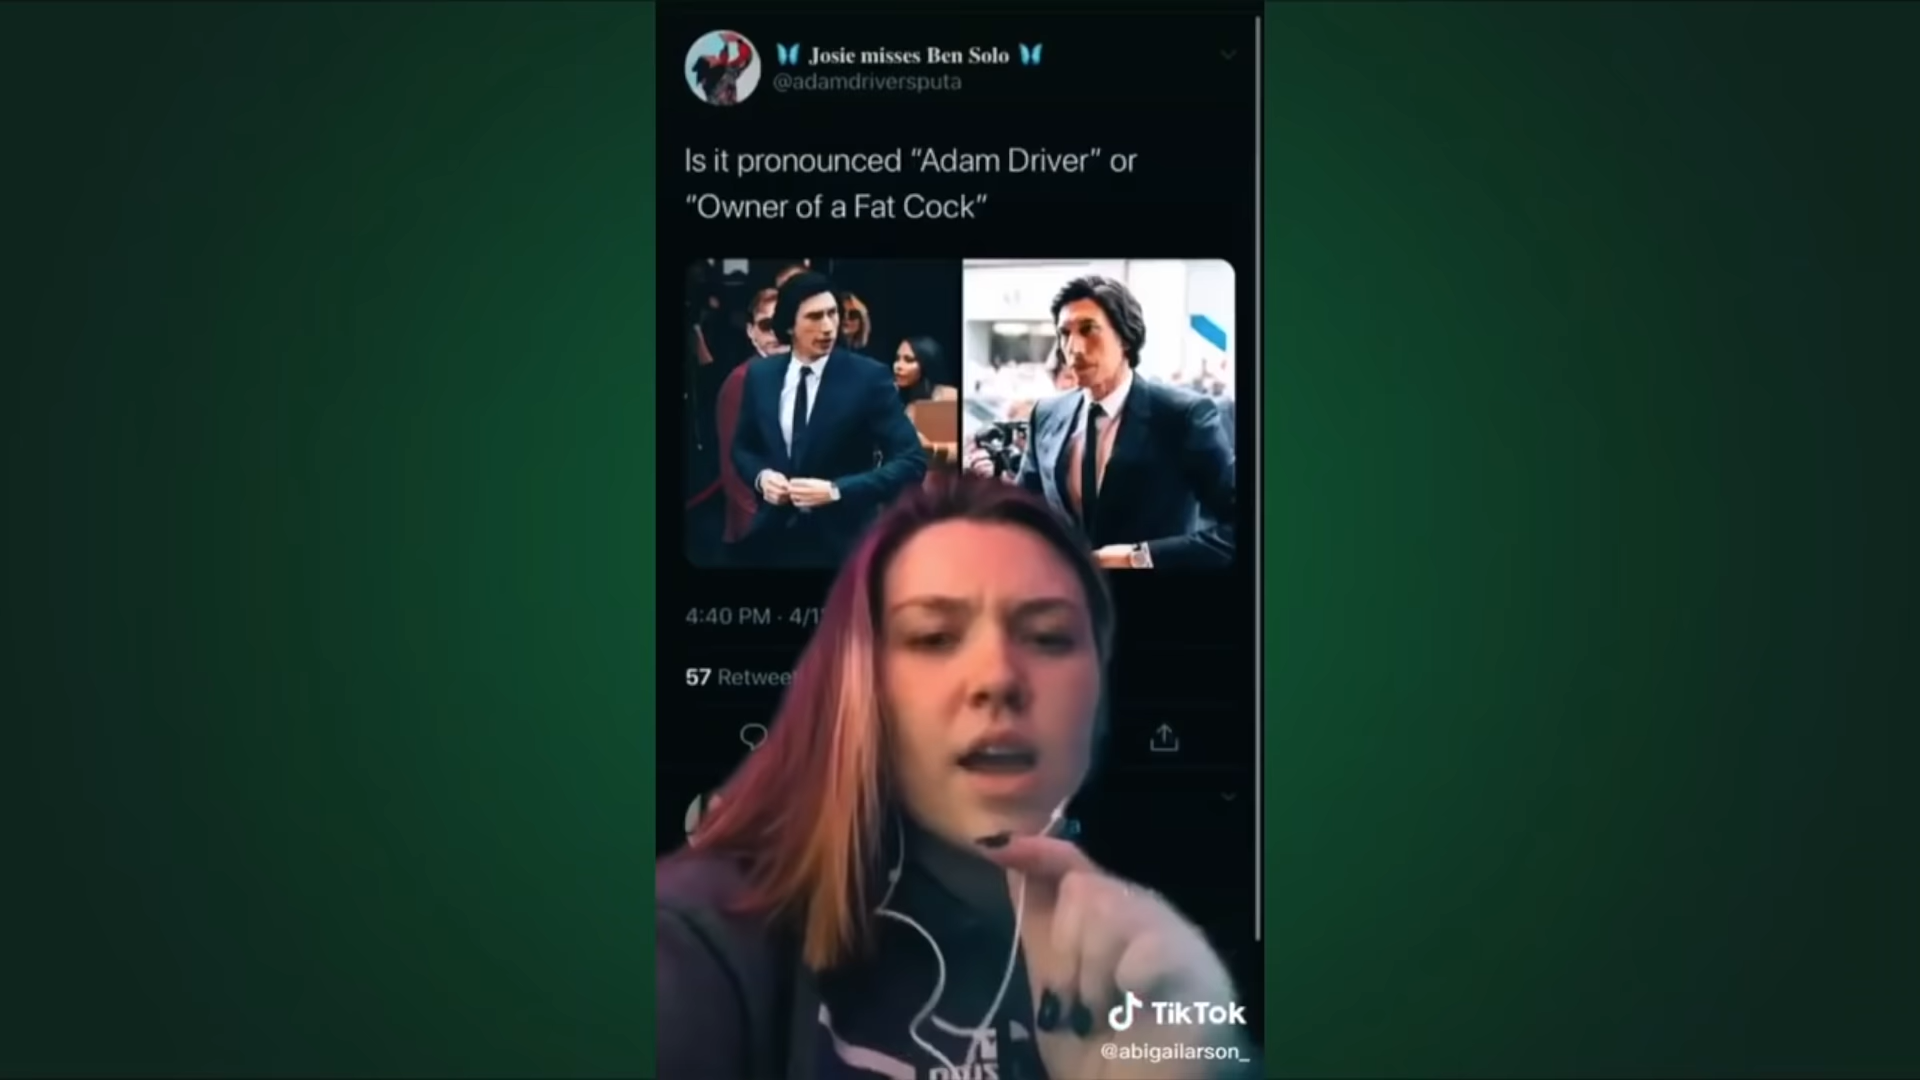 Josie misses Ben Solo
@adamdriversputa
Is it pronounced “Adam Driver” or
“Owner of a Fat Cock”
4:40 PM · 4/1
57 Retweet
TikTok
@abigailarson_